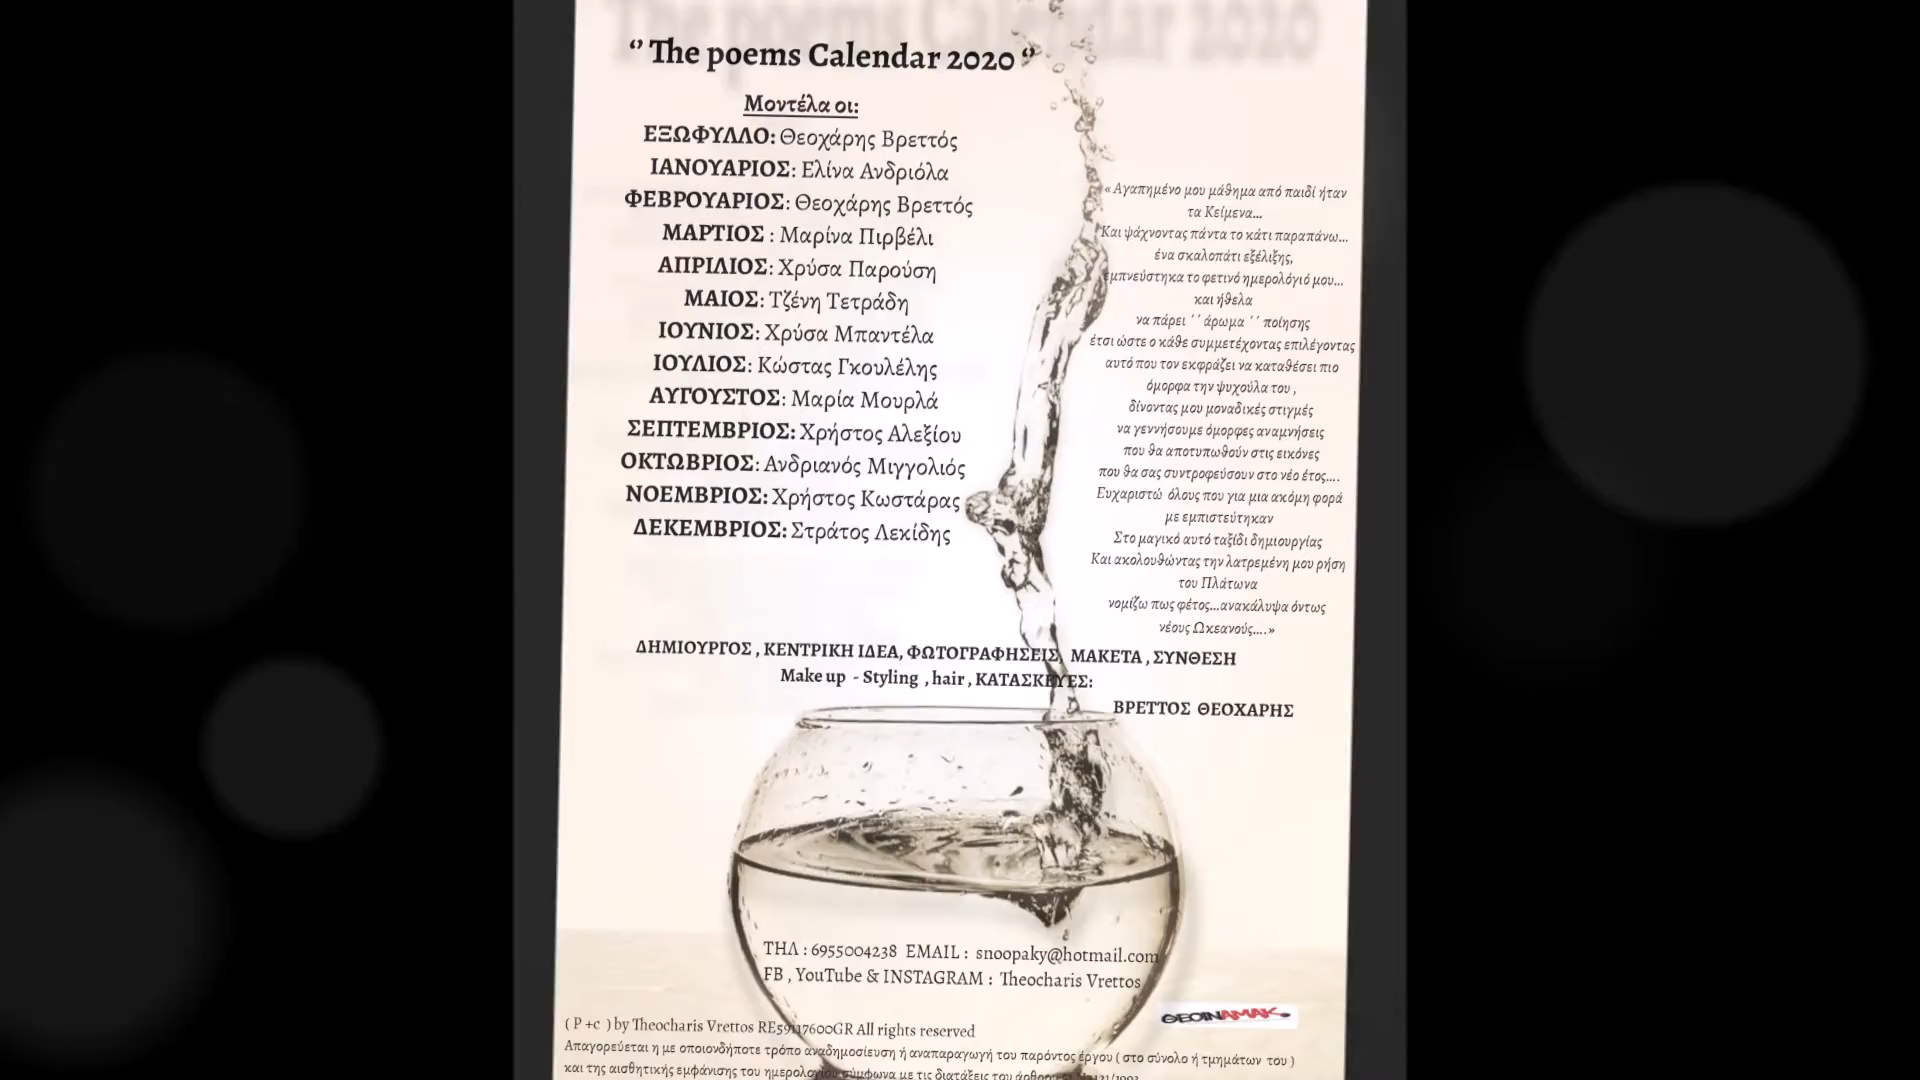 ‘’ The poems Calendar 2020 ‘’
Μοντέλα οι:
ΕΞΩΦΥΛΛΟ: Θεοχάρης Βρεττός
ΙΑΝΟΥΑΡΙΟΣ: Ελίνα Ανδριόλα
ΦΕΒΡΟΥΑΡΙΟΣ: Θεοχάρης Βρεττός
ΜΑΡΤΙΟΣ : Μαρίνα Πιρβέλι
ΑΠΡΙΛΙΟΣ: Χρύσα Παρούση
ΜΑΙΟΣ: Τζένη Τετράδη
ΙΟΥΝΙΟΣ: Χρύσα Μπαντέλα
ΙΟΥΛΙΟΣ: Κώστας Γκουλέλης
ΑΥΓΟΥΣΤΟΣ: Μαρία Μουρλά
ΣΕΠΤΕΜΒΡΙΟΣ: Χρήστος Αλεξίου
ΟΚΤΩΒΡΙΟΣ: Ανδριανός Μιγγολιός
ΝΟΕΜΒΡΙΟΣ: Χρήστος Κωστάρας
ΔΕΚΕΜΒΡΙΟΣ: Στράτος Λεκίδης
« Αγαπημένο μου μάθημα από παιδί ήταν
τα Κείμενα...
Και ψάχνοντας πάντα το κάτι παραπάνω...
ένα σκαλοπάτι εξέλιξης,
εμπνεύστηκα το φετινό ημερολόγιό μου...
και ήθελα
να πάρει ΄΄ άρωμα ΄΄ ποίησης
έτσι ώστε ο κάθε συμμετέχοντας επιλέγοντας
αυτό που τον εκφράζει να καταθέσει πιο
όμορφα την ψυχούλα του ,
δίνοντας μου μοναδικές στιγμές
να γεννήσουμε όμορφες αναμνήσεις
που θα αποτυπωθούν στις εικόνες
που θα σας συντροφεύσουν στο νέο έτος....
Ευχαριστώ όλους που για μια ακόμη φορά
με εμπιστεύτηκαν
Στο μαγικό αυτό ταξίδι δημιουργίας
Και ακολουθώντας την λατρεμένη μου ρήση
του Πλάτωνα
νομίζω πως φέτος...ανακάλυψα όντως
νέους Ωκεανούς....»
ΔΗΜΙΟΥΡΓΟΣ , ΚΕΝΤΡΙΚΗ ΙΔΕΑ, ΦΩΤΟΓΡΑΦΗΣΕΙΣ, ΜΑΚΕΤΑ , ΣΥΝΘΕΣΗ
Make up - Styling , hair , ΚΑΤΑΣΚΕΥΕΣ:
ΒΡΕΤΤΟΣ ΘΕΟΧΑΡΗΣ
ΤΗΛ : 6955004238 EMAIL : snoopaky@hotmail.com
FB , YouTube & INSTAGRAM : Theocharis Vrettos
ΘΕΟΙΝΑΜΑΚ.
( P +c ) by Theocharis Vrettos RE59117600GR All rights reserved
Απαγορεύεται η με οποιονδήποτε τρόπο αναδημοσίευση ή αναπαραγωγή του παρόντος έργου ( στο σύνολο ή τμημάτων του )
και της αισθητικής εμφάνισης του ημερολογίου σύμφωνα με τις διατάξεις του